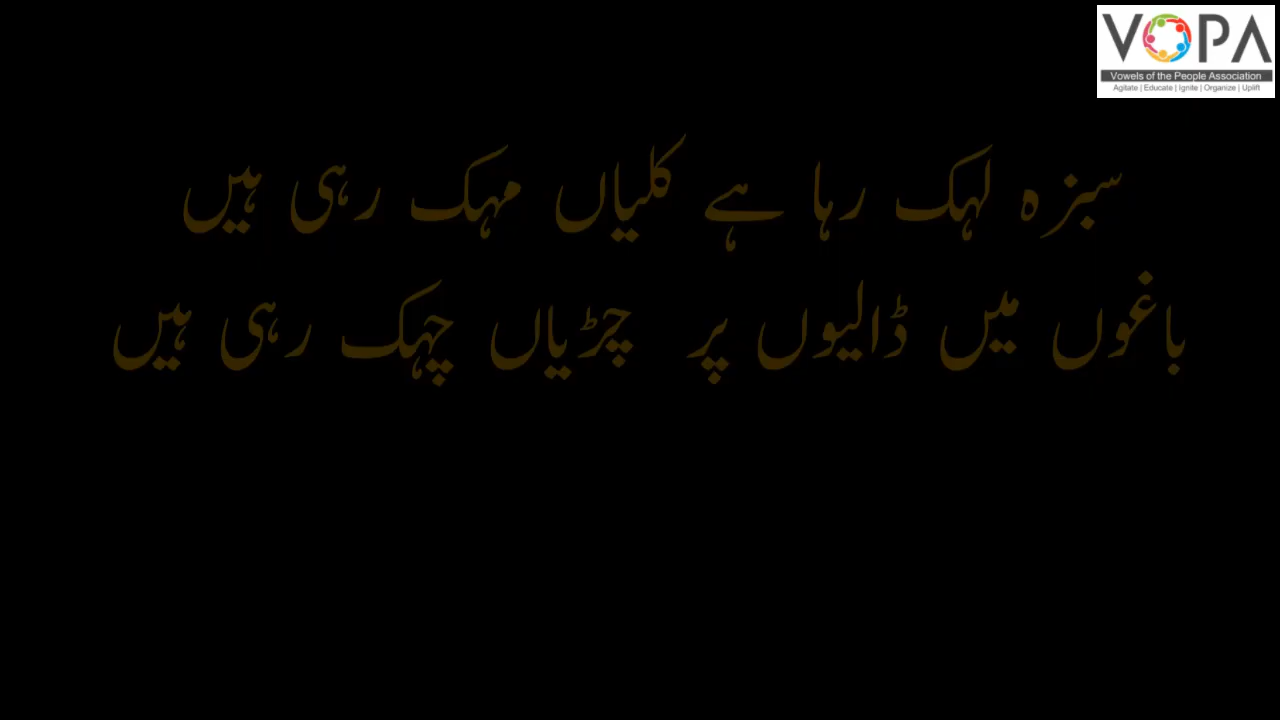 VOPA
Vowels of the People Association
Agitate | Educate | Ignite | Organize | Uplift
سبزہ لہک رہا ہے کلیاں مہک رہی ہیں
باغوں میں ڈالیوں پر چڑیاں چہک رہی ہیں